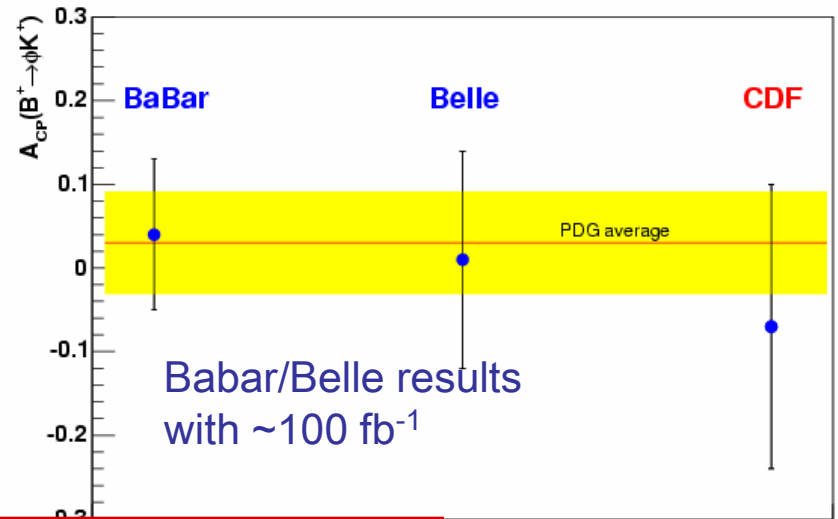 A_CP(B⁺→ϕK⁺)
0.3
0.2
0.1
0
-0.1
-0.2
BaBar Belle CDF
PDG average
Babar/Belle results
with ~100 fb⁻¹